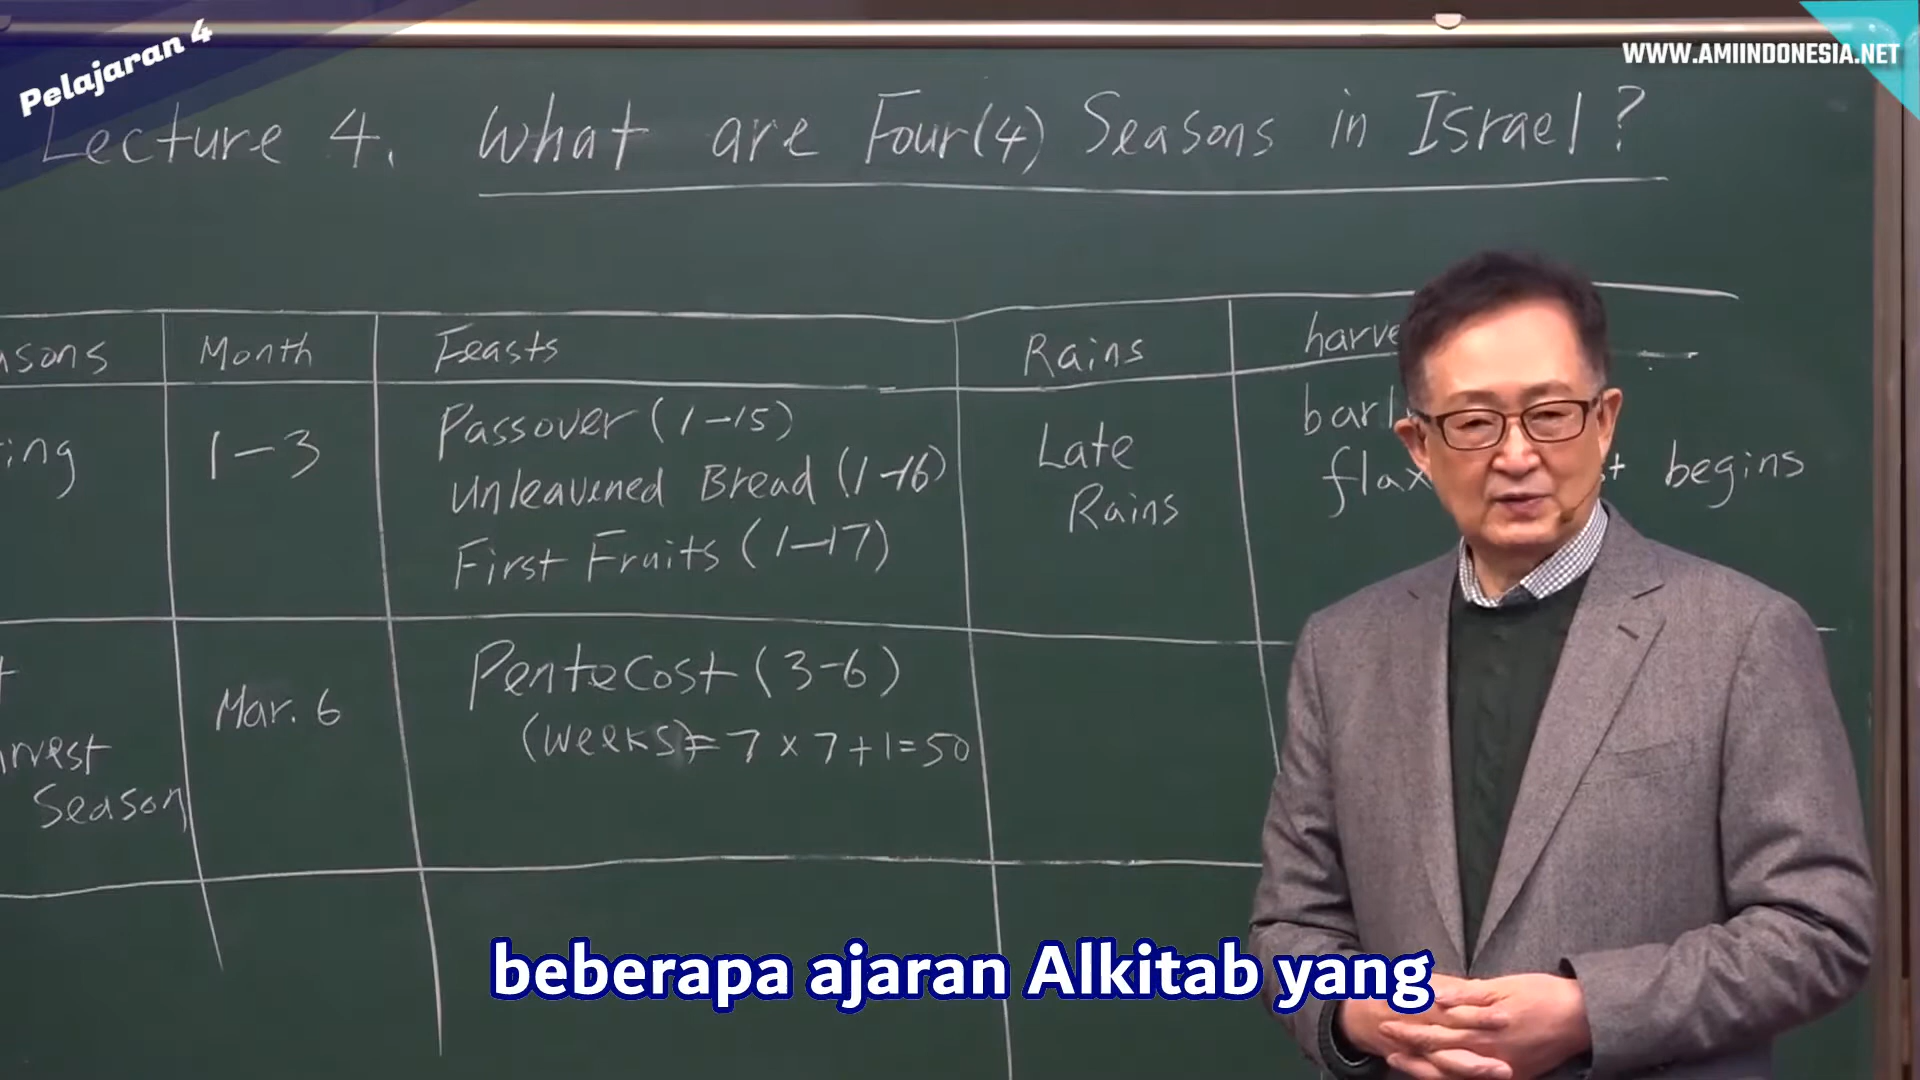 Pelajaran 4
WWW.AMIINDONESIA.NET
Lecture 4. What are Four(4) Seasons in Israel?
Month
Feasts
Rains
1-3
Passover (1-15)
Unleavened Bread (1-16)
First Fruits (1-17)
Late
Rains
begins
Mar. 6
Pentecost (3-6)
(weeks)=7x7+1=50
Season
beberapa ajaran Alkitab yang